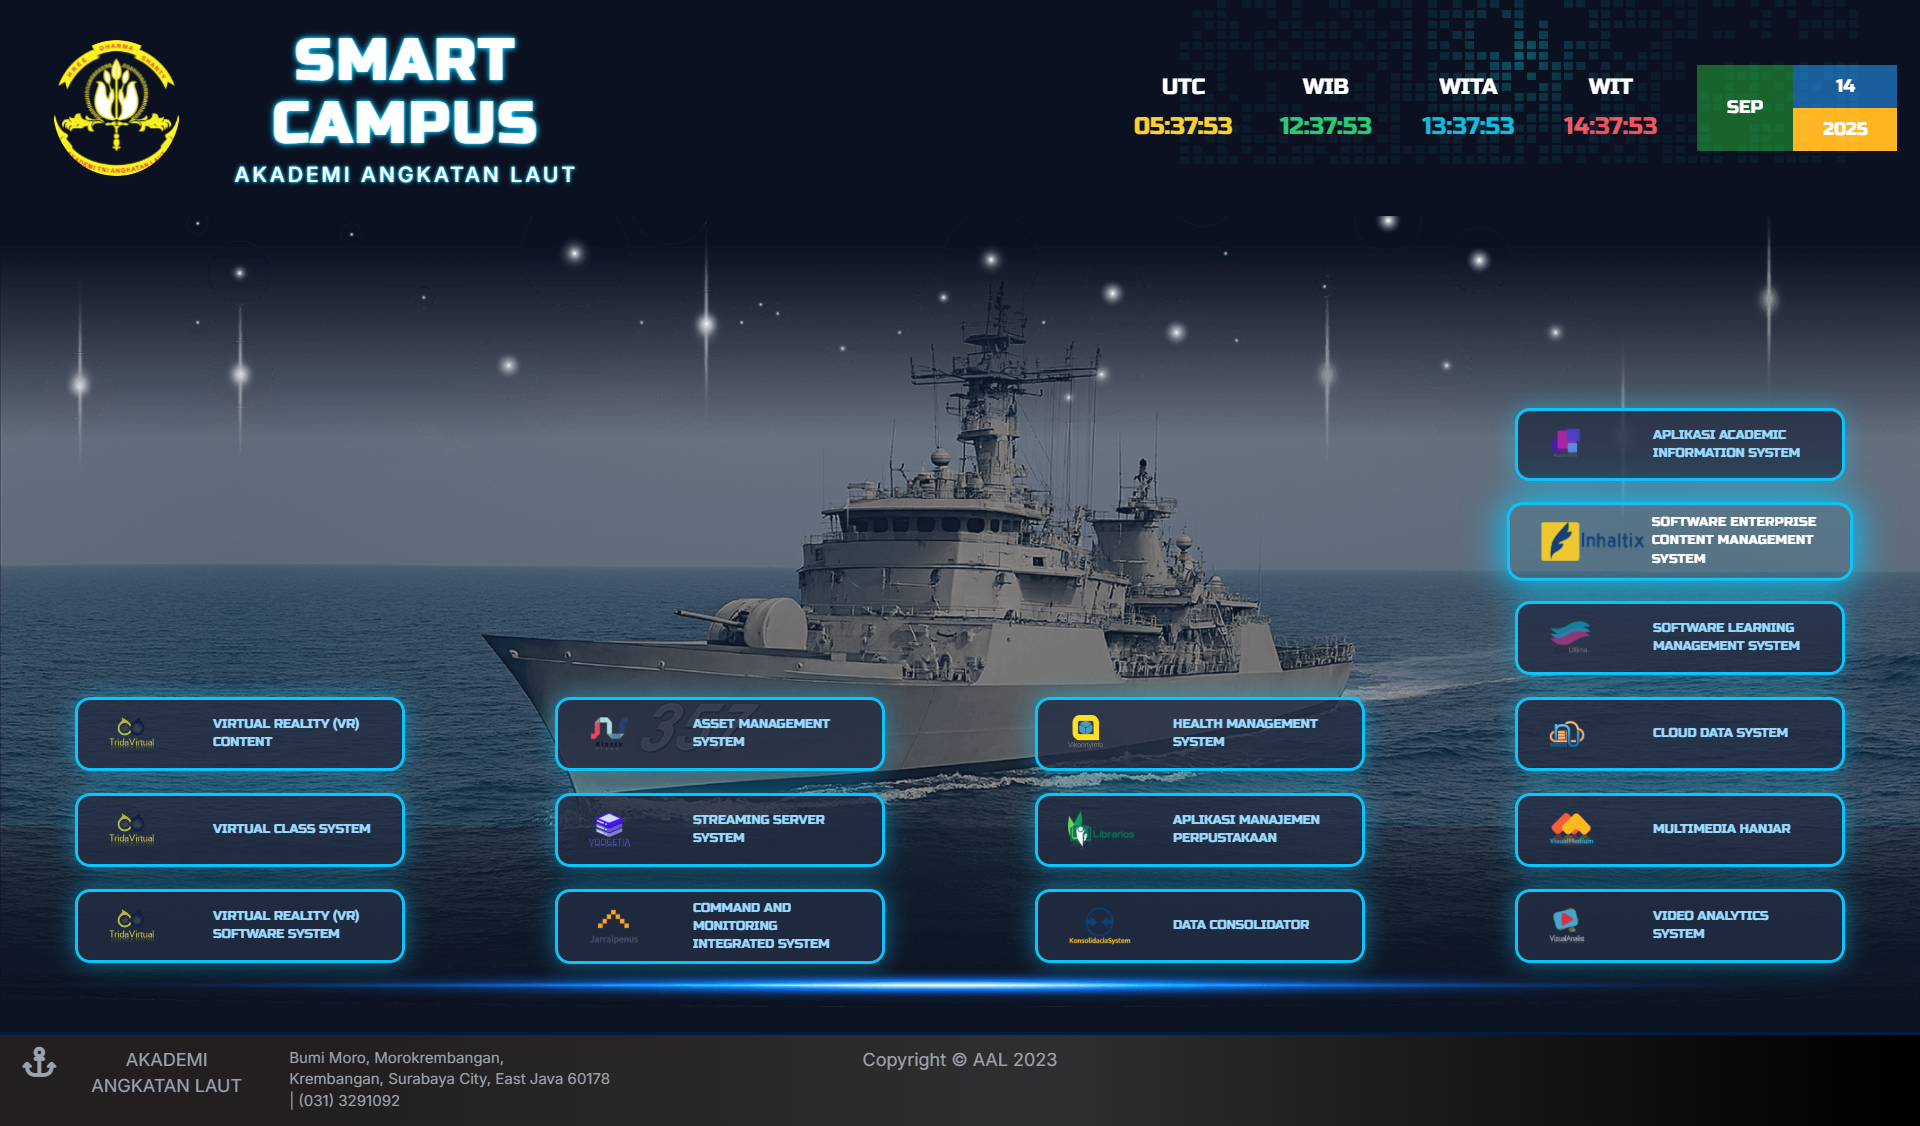 SMART
CAMPUS
AKADEMI ANGKATAN LAUT
UTC
05:37:53
WIB
12:37:53
WITA
13:37:53
WIT
14:37:53
SEP
14
2025
DHARMA
APLIKASI ACADEMIC
INFORMATION SYSTEM
Inhaltix
SOFTWARE ENTERPRISE
CONTENT MANAGEMENT
SYSTEM
SOFTWARE LEARNING
MANAGEMENT SYSTEM
TridaVirtual
VIRTUAL REALITY (VR)
CONTENT
357
ASSET MANAGEMENT
SYSTEM
HEALTH MANAGEMENT
SYSTEM
CLOUD DATA SYSTEM
TridaVirtual
VIRTUAL CLASS SYSTEM
STREAMING SERVER
SYSTEM
Librarios
APLIKASI MANAJEMEN
PERPUSTAKAAN
VisualMedium
MULTIMEDIA HANJAR
TridaVirtual
VIRTUAL REALITY (VR)
SOFTWARE SYSTEM
Jarralpenus
COMMAND AND
MONITORING
INTEGRATED SYSTEM
KonsolidaciaSystem
DATA CONSOLIDATOR
VIDEO ANALYTICS
SYSTEM
AKADEMI
ANGKATAN LAUT
Bumi Moro, Morokrembangan,
Krembangan, Surabaya City, East Java 60178
| (031) 3291092
Copyright © AAL 2023